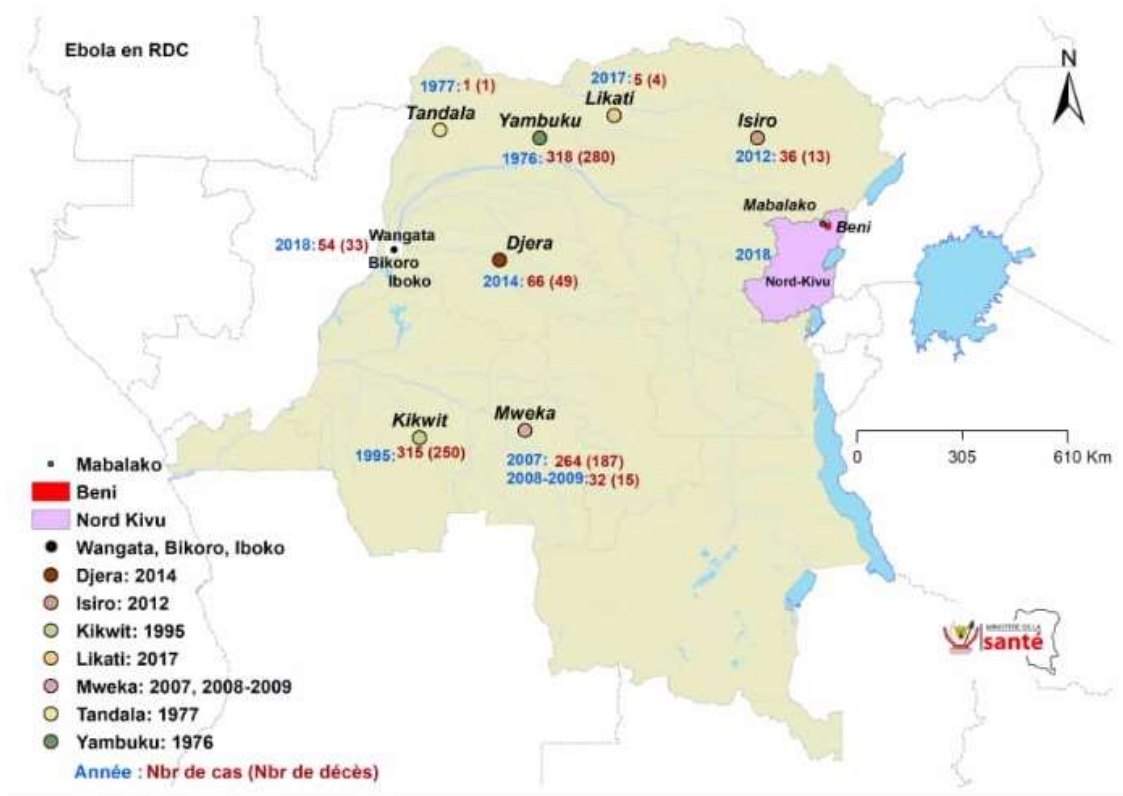 Ebola en RDC
N
1977: 1 (1)
Tandala
2017: 5 (4)
Likati
Yambuku
1976: 318 (280)
Isiro
2012: 36 (13)
Mabalako
Beni
2018
Nord-Kivu
2018: 54 (33)
Wangata
Bikoro
Iboko
Djera
2014: 66 (49)
Kikwit
1995: 315 (250)
Mweka
2007: 264 (187)
2008-2009: 32 (15)
0 305 610 Km
Mabalako
Beni
Nord Kivu
Wangata, Bikoro, Iboko
Djera: 2014
Isiro: 2012
Kikwit: 1995
Likati: 2017
Mweka: 2007, 2008-2009
Tandala: 1977
Yambuku: 1976
Année : Nbr de cas (Nbr de décès)
MINISTERE DE LA
santé